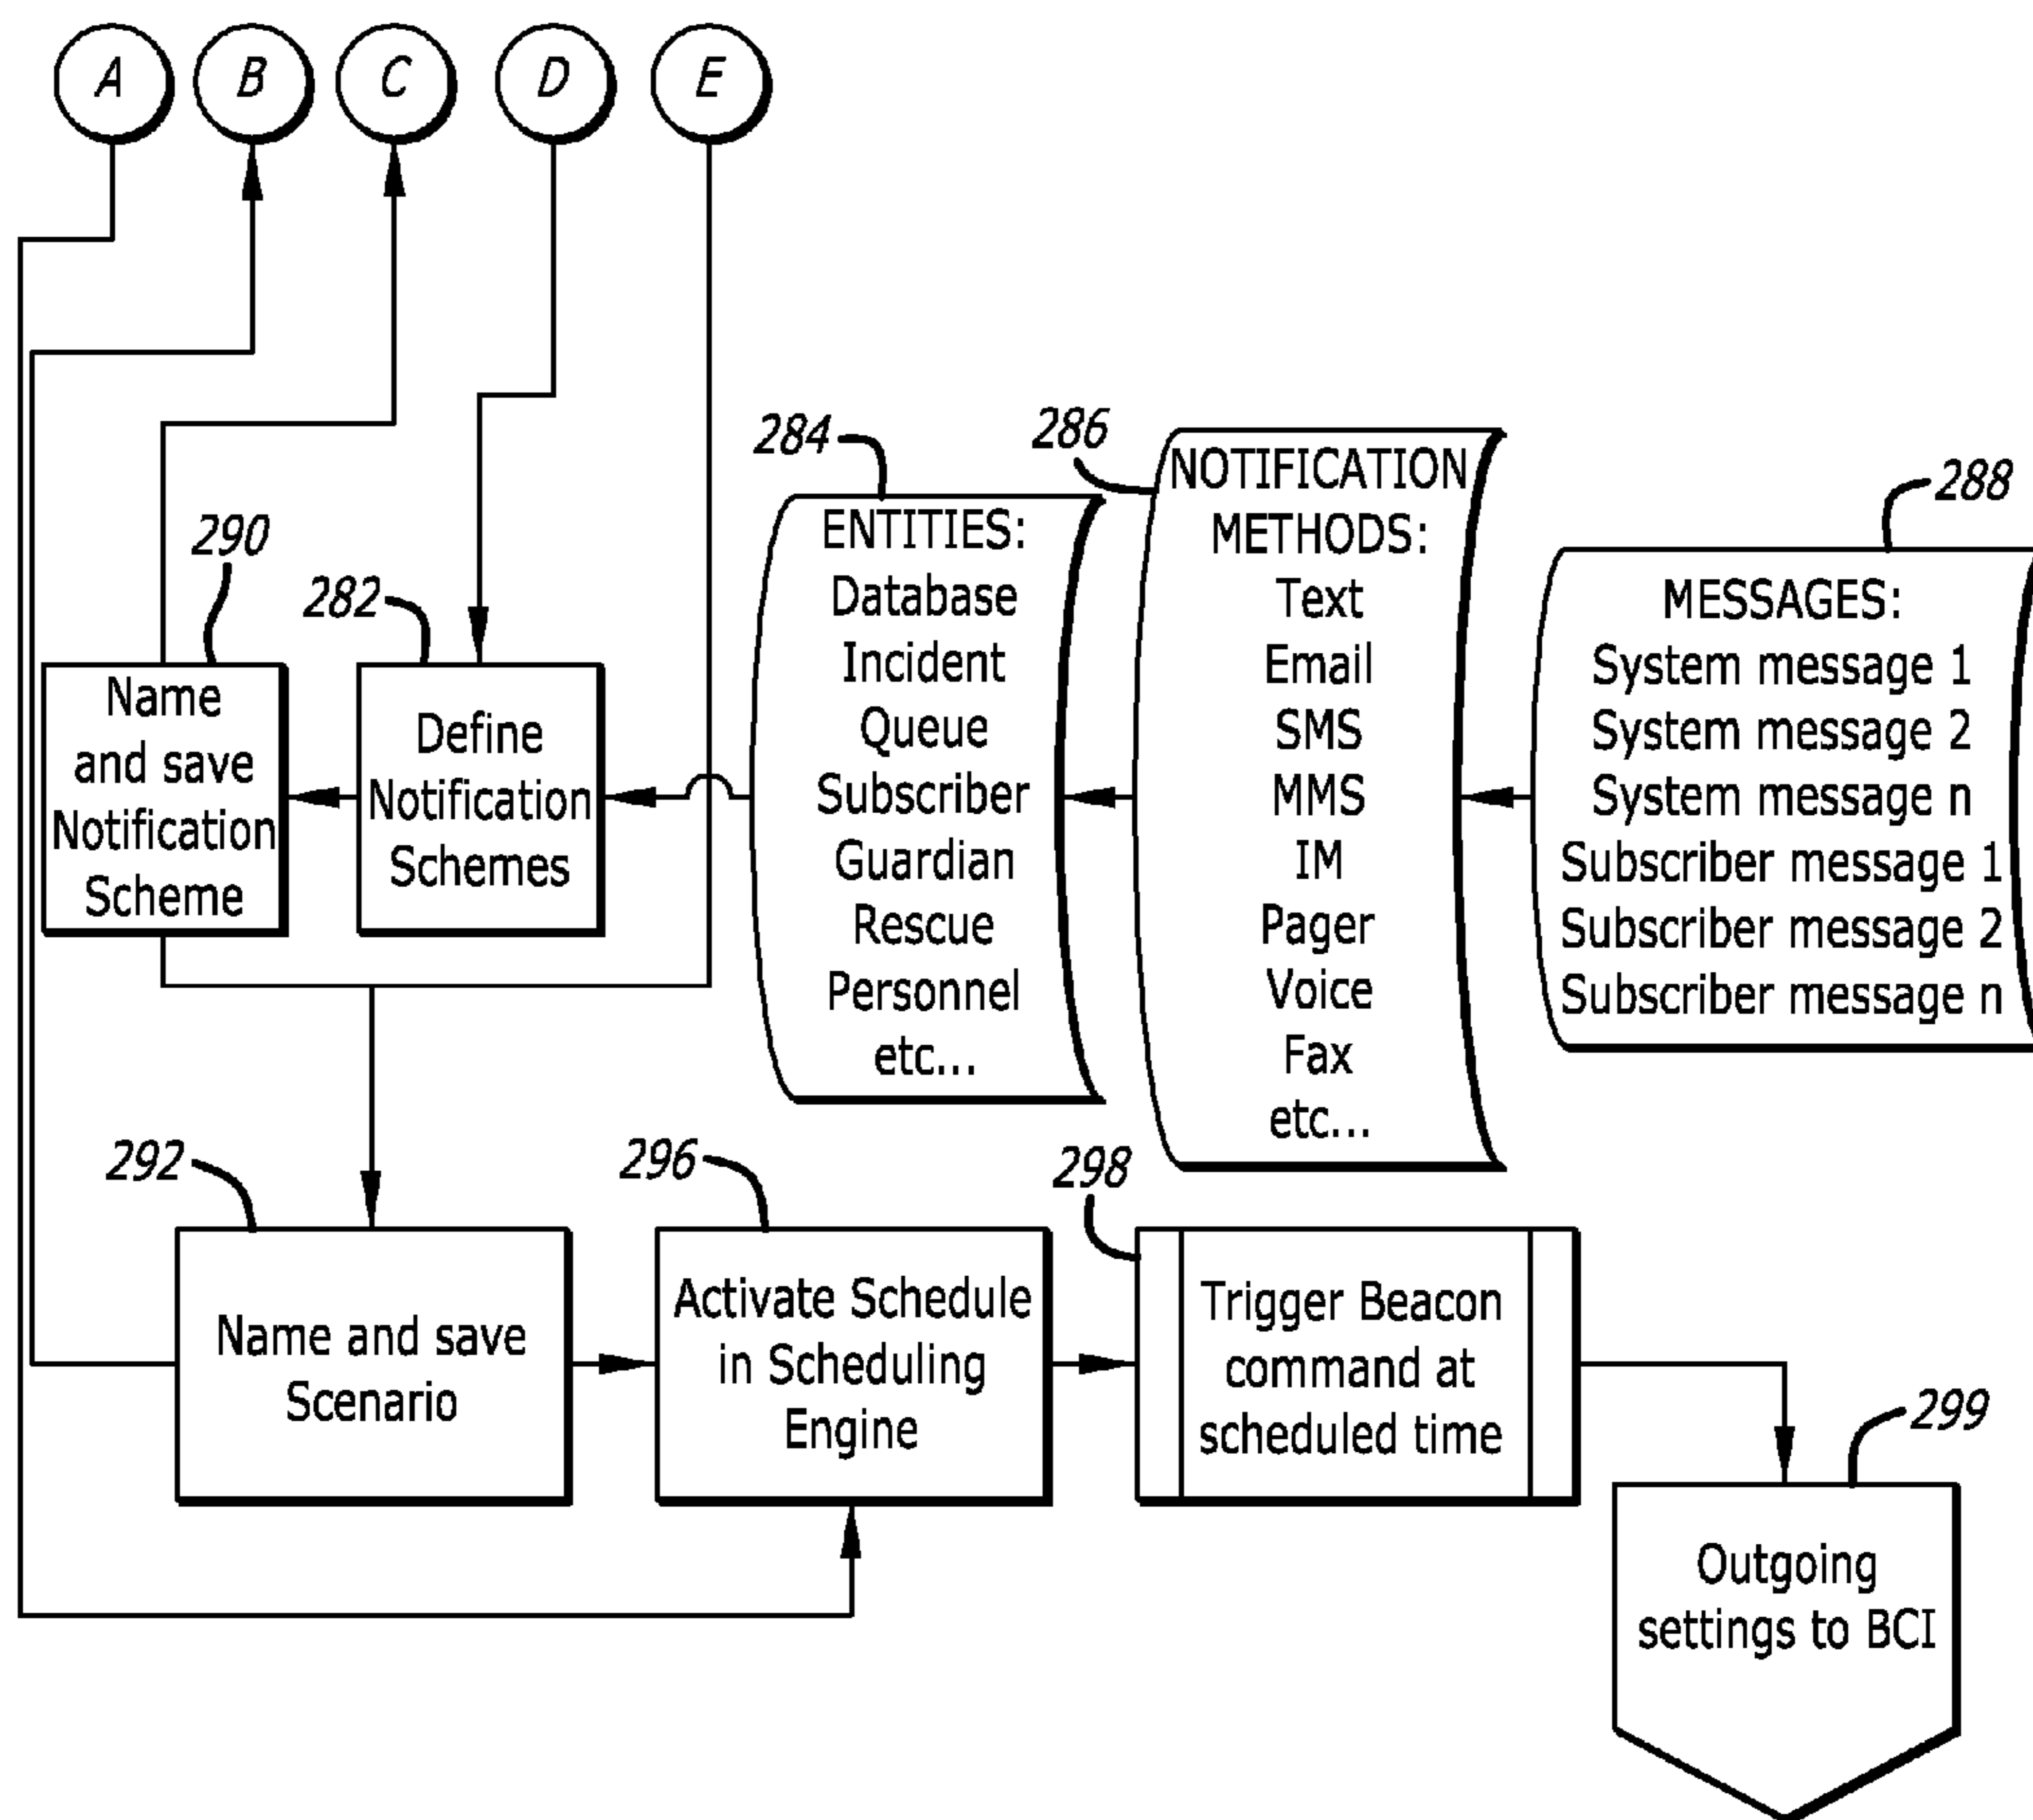 A B C D E
284
ENTITIES:
Database
Incident
Queue
Subscriber
Guardian
Rescue
Personnel
etc...
286
NOTIFICATION
METHODS:
Text
Email
SMS
MMS
IM
Pager
Voice
Fax
etc...
288
MESSAGES:
System message 1
System message 2
System message n
Subscriber message 1
Subscriber message 2
Subscriber message n
290
Name
and save
Notification
Scheme
282
Define
Notification
Schemes
292
Name and save
Scenario
296
Activate Schedule
in Scheduling
Engine
298
Trigger Beacon
command at
scheduled time
299
Outgoing
settings to BCI